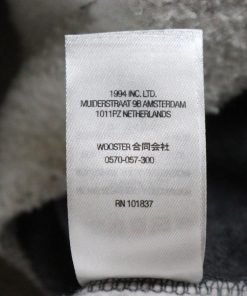 1994 INC. LTD.
MUIDERSTRAAT 9B AMSTERDAM
1011PZ NETHERLANDS
WOOSTER 合同会社
0570-057-300
RN 101837